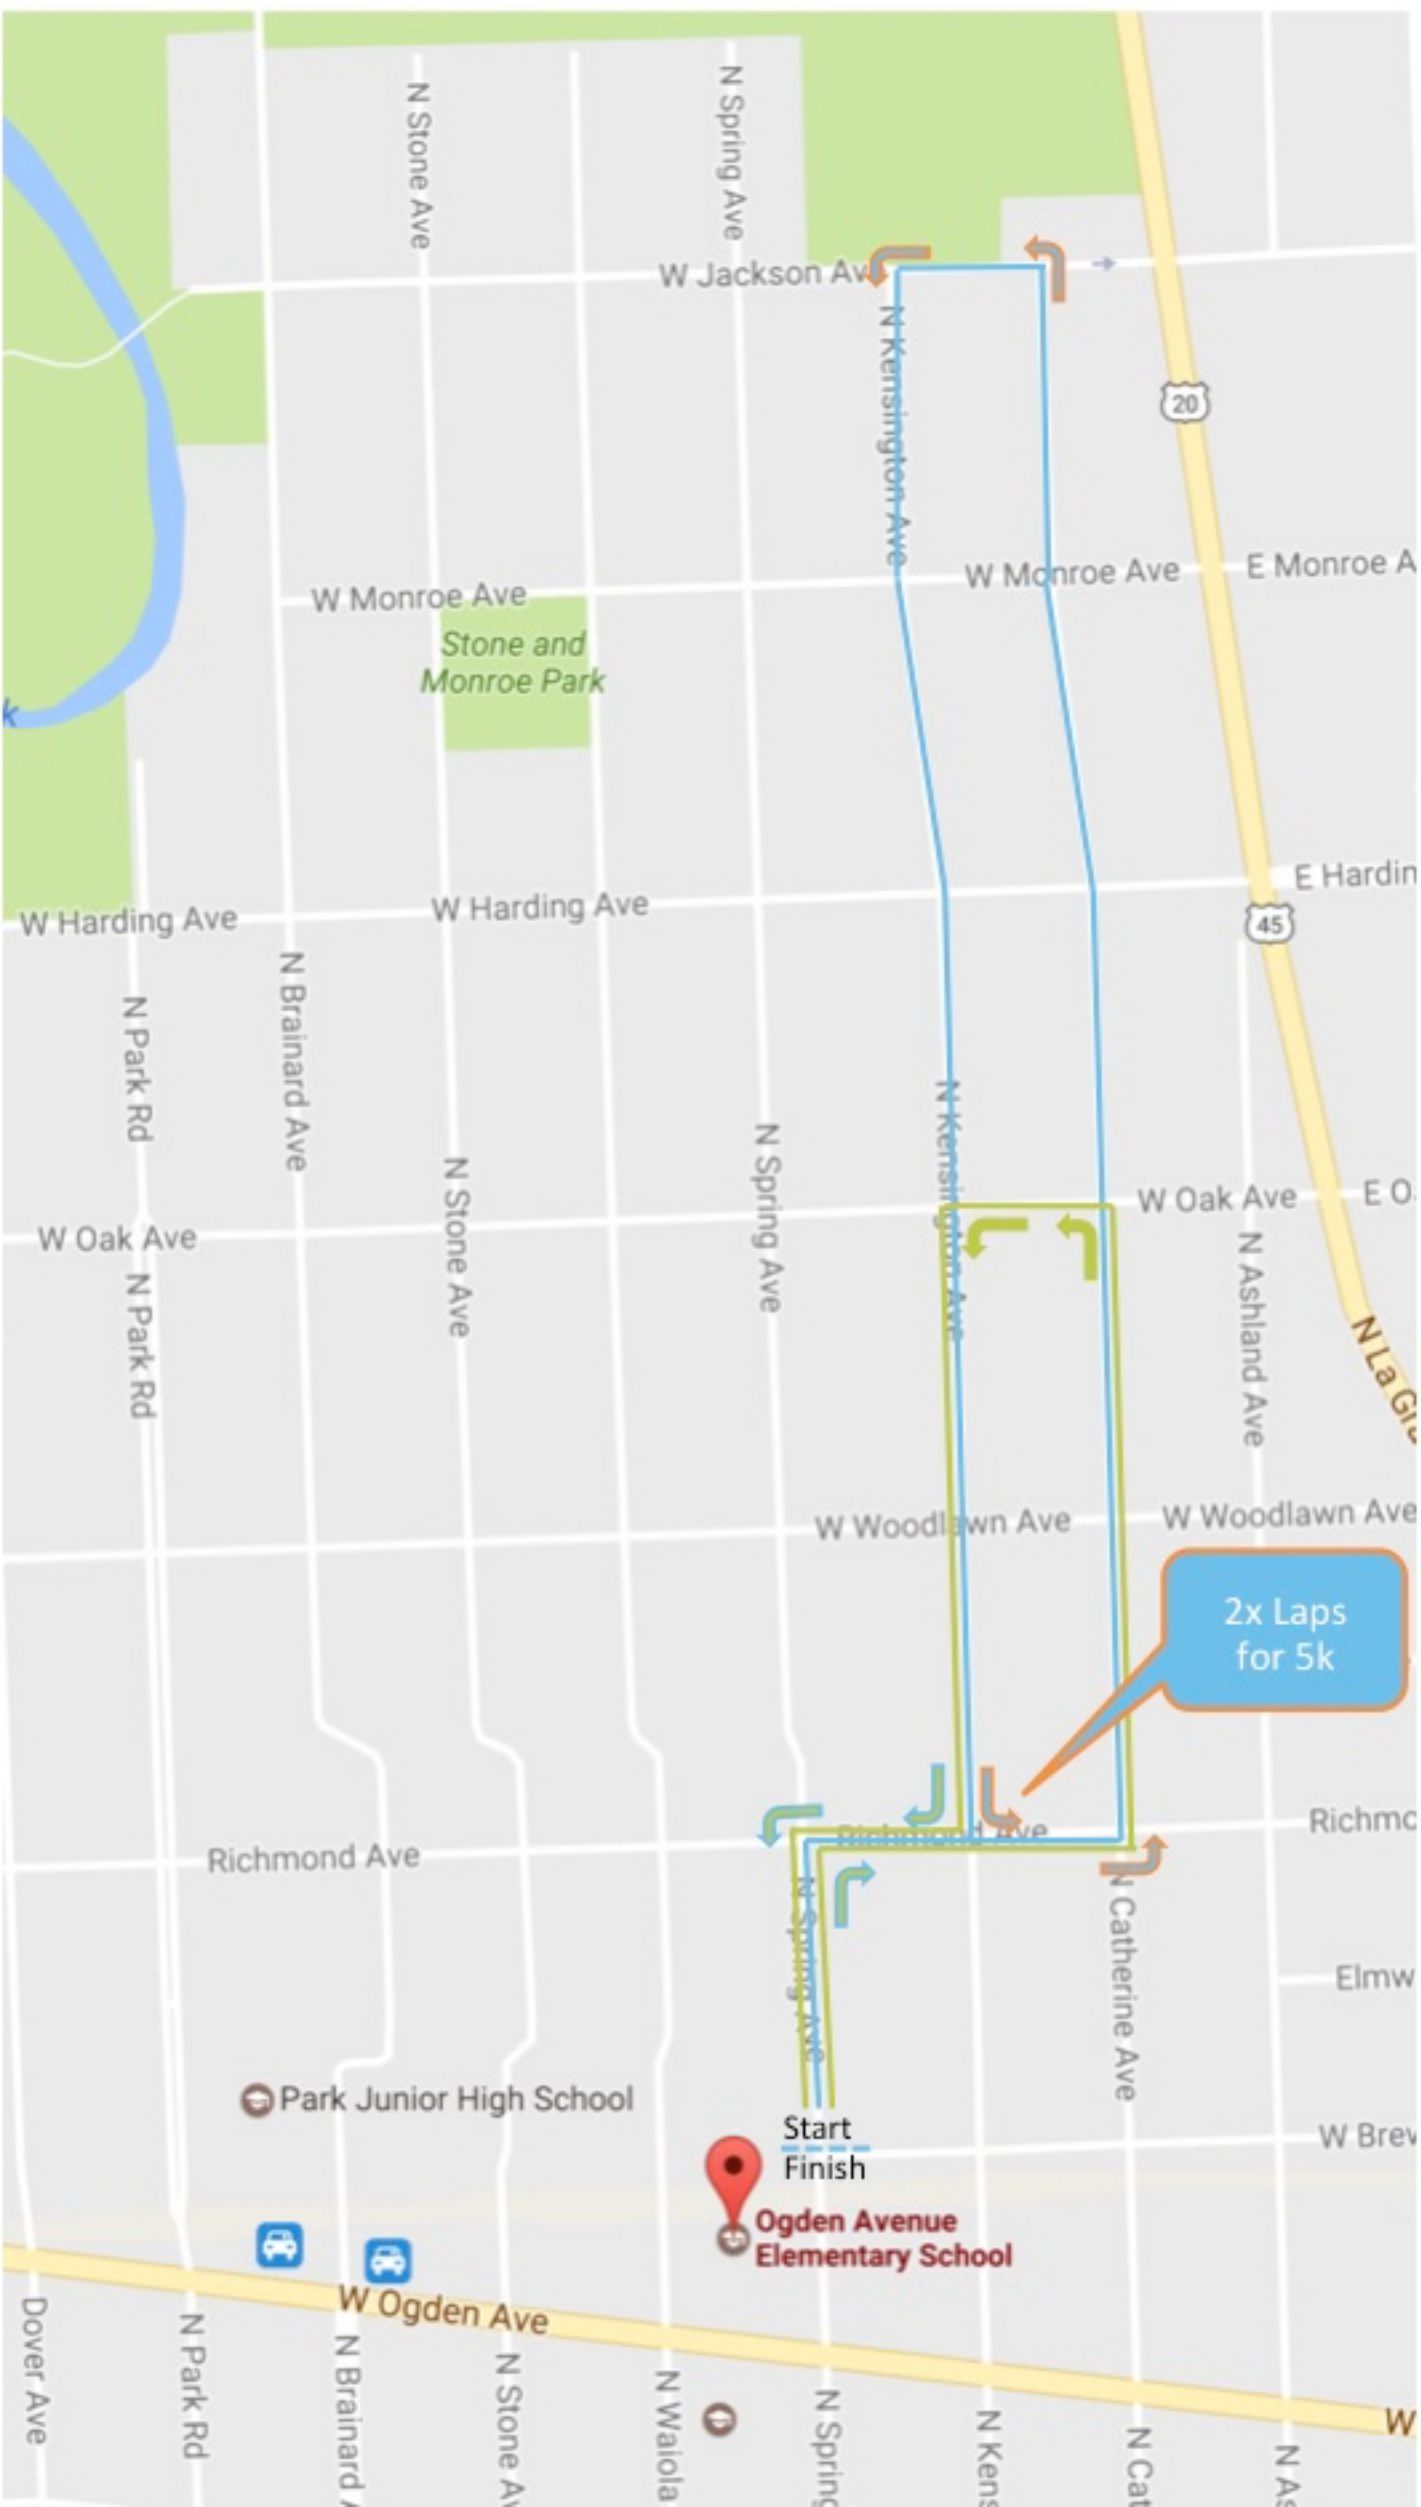 N Stone Ave
N Spring Ave
W Jackson Av
N Kensington Ave
20
W Monroe Ave
E Monroe A
W Monroe Ave
Stone and
Monroe Park
k
E Hardin
W Harding Ave
W Harding Ave
45
N Brainard Ave
N Park Rd
N Kensington Ave
N Spring Ave
N Stone Ave
W Oak Ave
E O
W Oak Ave
N Ashland Ave
N Park Rd
N La Gr
W Woodlawn Ave
W Woodlawn Ave
2x Laps
for 5k
Richmond Ave
Richmo
Richmond Ave
N Spring Ave
N Catherine Ave
Elmw
Park Junior High School
Start
Finish
W Brew
Ogden Avenue
Elementary School
W Ogden Ave
Dover Ave
N Park Rd
N Brainard A
N Stone Av
N Waiola
N Spring
N Kens
N Cat
N As
W